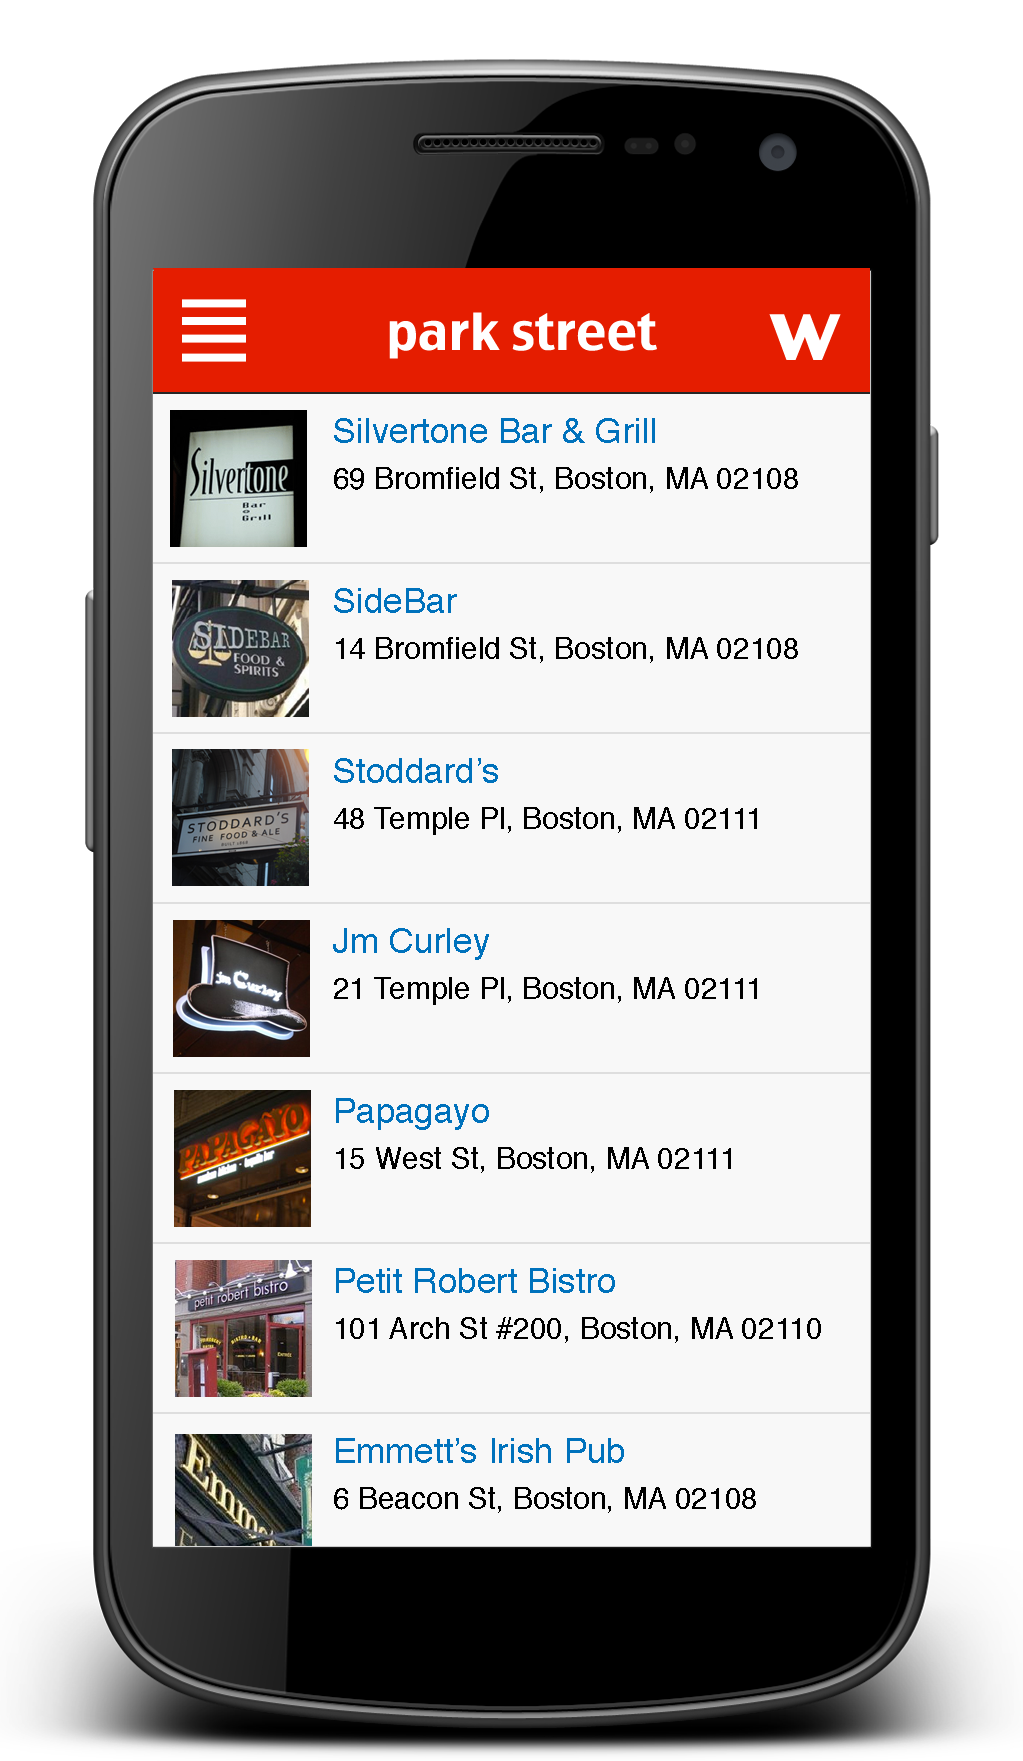 park street
W
Silvertone
Bar
Grill
Silvertone Bar & Grill
69 Bromfield St, Boston, MA 02108
SIDEBAR
FOOD &
SPIRITS
SideBar
14 Bromfield St, Boston, MA 02108
STODDARD'S
FINE FOOD & ALE
Stoddard’s
48 Temple Pl, Boston, MA 02111
jm Curley
Jm Curley
21 Temple Pl, Boston, MA 02111
PAPAGAYO
Papagayo
15 West St, Boston, MA 02111
petit robert bistro
BISTRO • BAR
Petit Robert Bistro
101 Arch St #200, Boston, MA 02110
Emme
Emmett’s Irish Pub
6 Beacon St, Boston, MA 02108